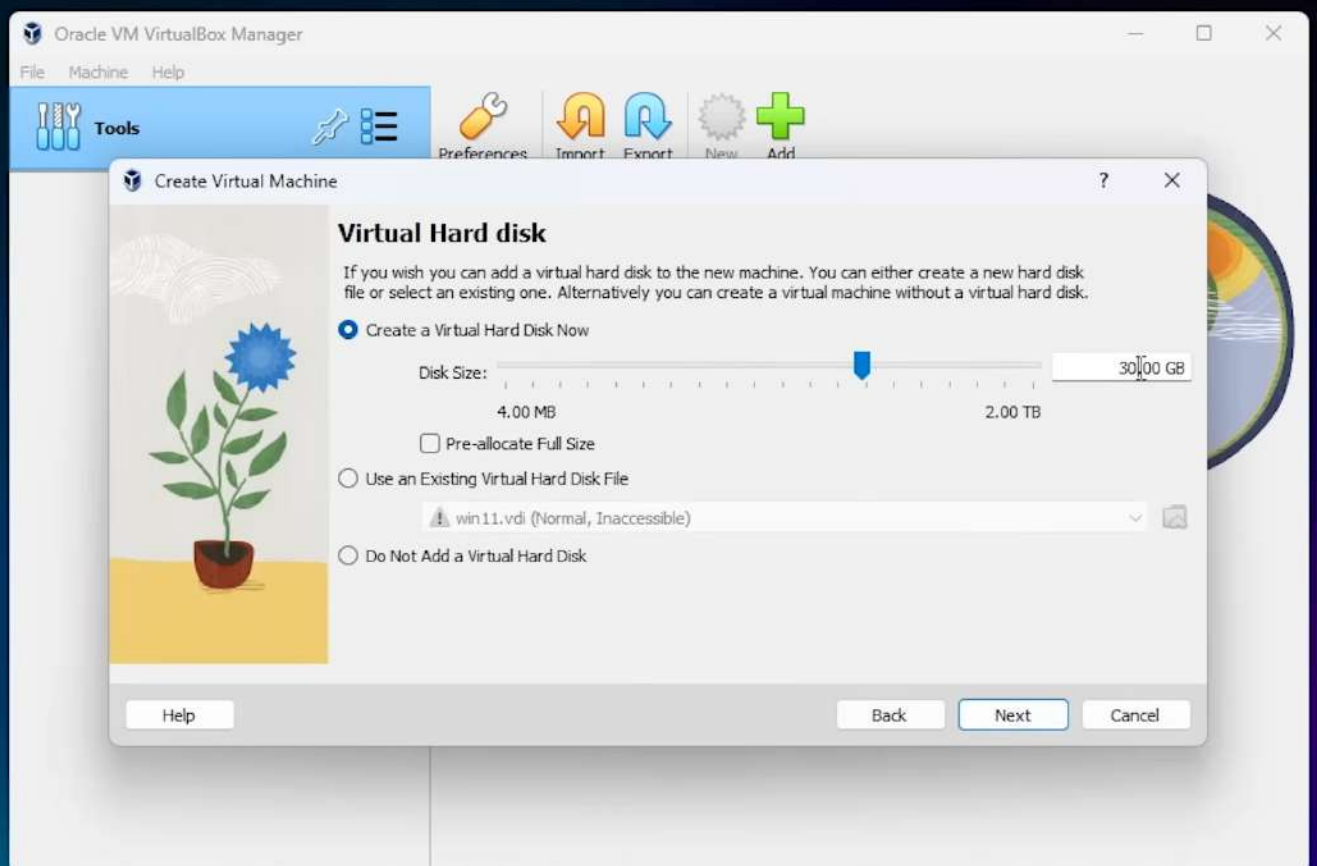 Oracle VM VirtualBox Manager
File Machine Help
Tools
Preferences Import Export New Add
Create Virtual Machine ?
Virtual Hard disk
If you wish you can add a virtual hard disk to the new machine. You can either create a new hard disk
file or select an existing one. Alternatively you can create a virtual machine without a virtual hard disk.
Create a Virtual Hard Disk Now
Disk Size: 30.00 GB
4.00 MB 2.00 TB
Pre-allocate Full Size
Use an Existing Virtual Hard Disk File
win11.vdi (Normal, Inaccessible)
Do Not Add a Virtual Hard Disk
Help Back Next Cancel